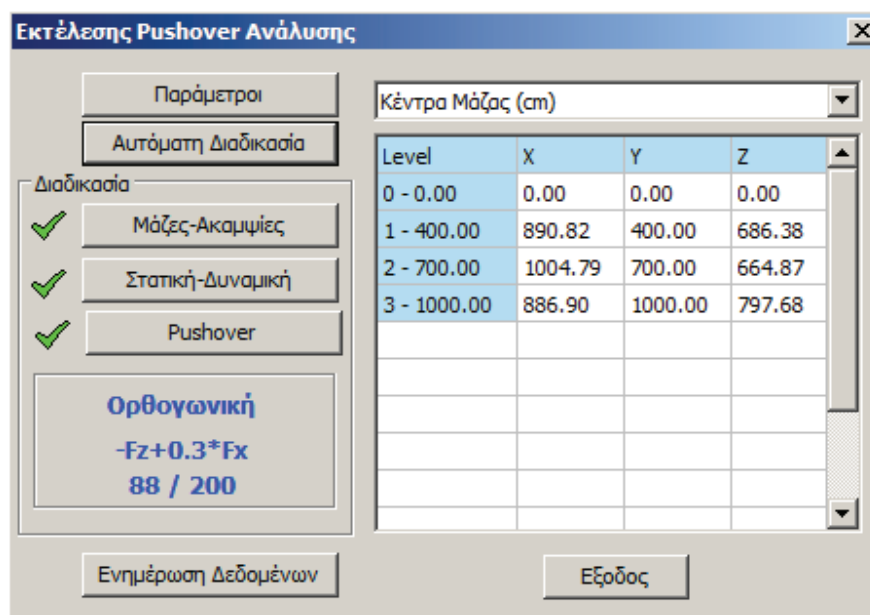 Εκτέλεσης Pushover Ανάλυσης
Παράμετροι
Αυτόματη Διαδικασία
Διαδικασία
Μάζες-Ακαμψίες
Στατική-Δυναμική
Pushover
Ορθογωνική
-Fz+0.3*Fx
88 / 200
Ενημέρωση Δεδομένων
Κέντρα Μάζας (cm)
Level X Y Z
0 - 0.00 0.00 0.00 0.00
1 - 400.00 890.82 400.00 686.38
2 - 700.00 1004.79 700.00 664.87
3 - 1000.00 886.90 1000.00 797.68
Εξοδος